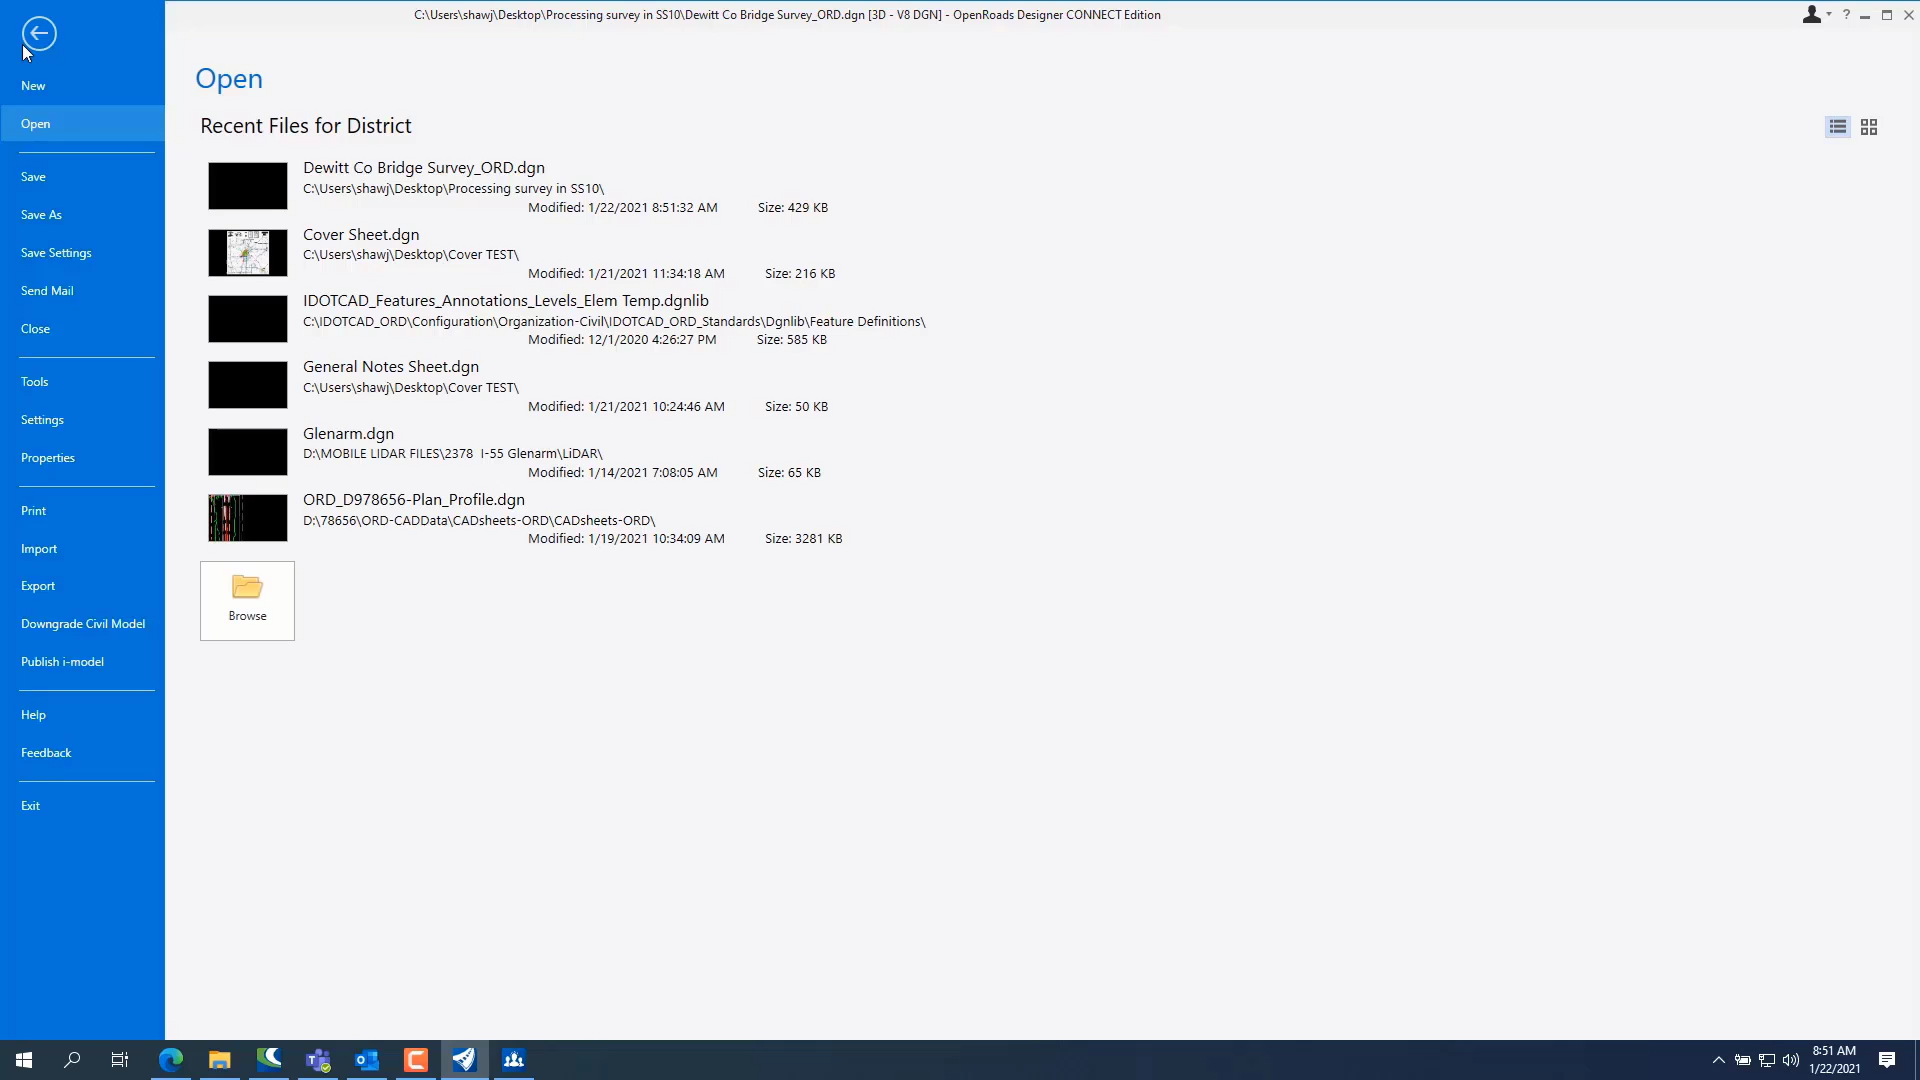 C:\Users\shawj\Desktop\Processing survey in SS10\Dewitt Co Bridge Survey_ORD.dgn [3D - V8 DGN] - OpenRoads Designer CONNECT Edition
?
New
Open
Save
Save As
Save Settings
Send Mail
Close
Tools
Settings
Properties
Print
Import
Export
Downgrade Civil Model
Publish i-model
Help
Feedback
Exit
Open
Recent Files for District
Dewitt Co Bridge Survey_ORD.dgn
C:\Users\shawj\Desktop\Processing survey in SS10\
Modified: 1/22/2021 8:51:32 AM Size: 429 KB
Cover Sheet.dgn
C:\Users\shawj\Desktop\Cover TEST\
Modified: 1/21/2021 11:34:18 AM Size: 216 KB
IDOTCAD_Features_Annotations_Levels_Elem Temp.dgnlib
C:\IDOTCAD_ORD\Configuration\Organization-Civil\IDOTCAD_ORD_Standards\Dgnlib\Feature Definitions\
Modified: 12/1/2020 4:26:27 PM Size: 585 KB
General Notes Sheet.dgn
C:\Users\shawj\Desktop\Cover TEST\
Modified: 1/21/2021 10:24:46 AM Size: 50 KB
Glenarm.dgn
D:\MOBILE LIDAR FILES\2378  I-55 Glenarm\LiDAR\
Modified: 1/14/2021 7:08:05 AM Size: 65 KB
ORD_D978656-Plan_Profile.dgn
D:\78656\ORD-CADData\CADsheets-ORD\CADsheets-ORD\
Modified: 1/19/2021 10:34:09 AM Size: 3281 KB
Browse
8:51 AM
1/22/2021